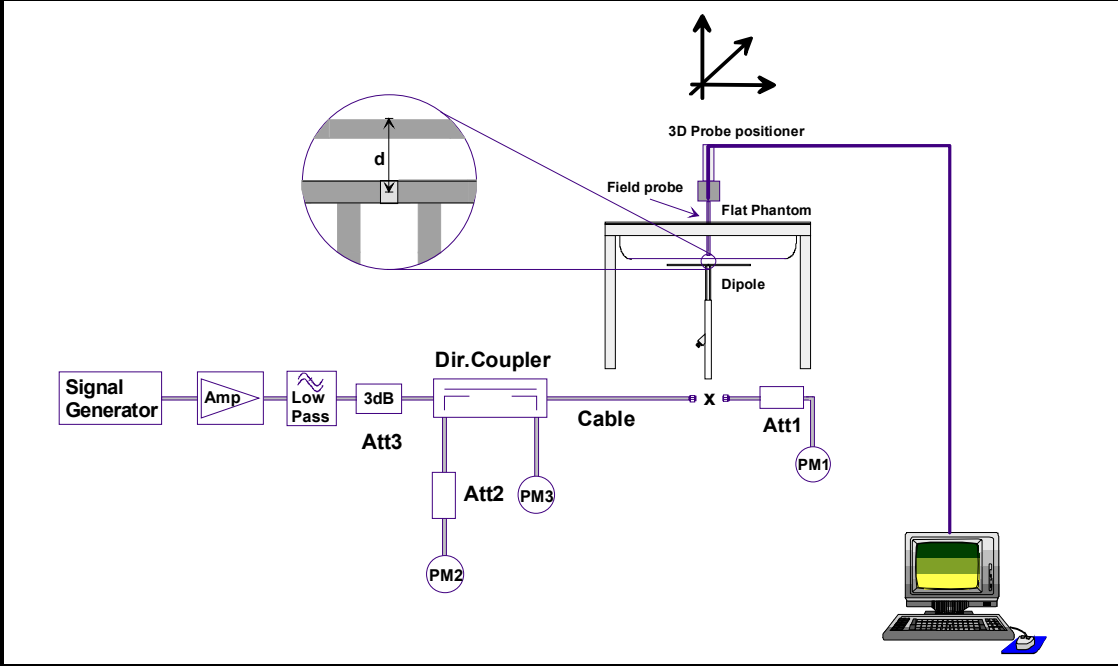 3D Probe positioner
d
Field probe
Flat Phantom
Dipole
Dir.Coupler
Signal
Generator
Amp
Low
Pass
3dB
Att3
Cable
x
Att1
PM1
Att2
PM3
PM2